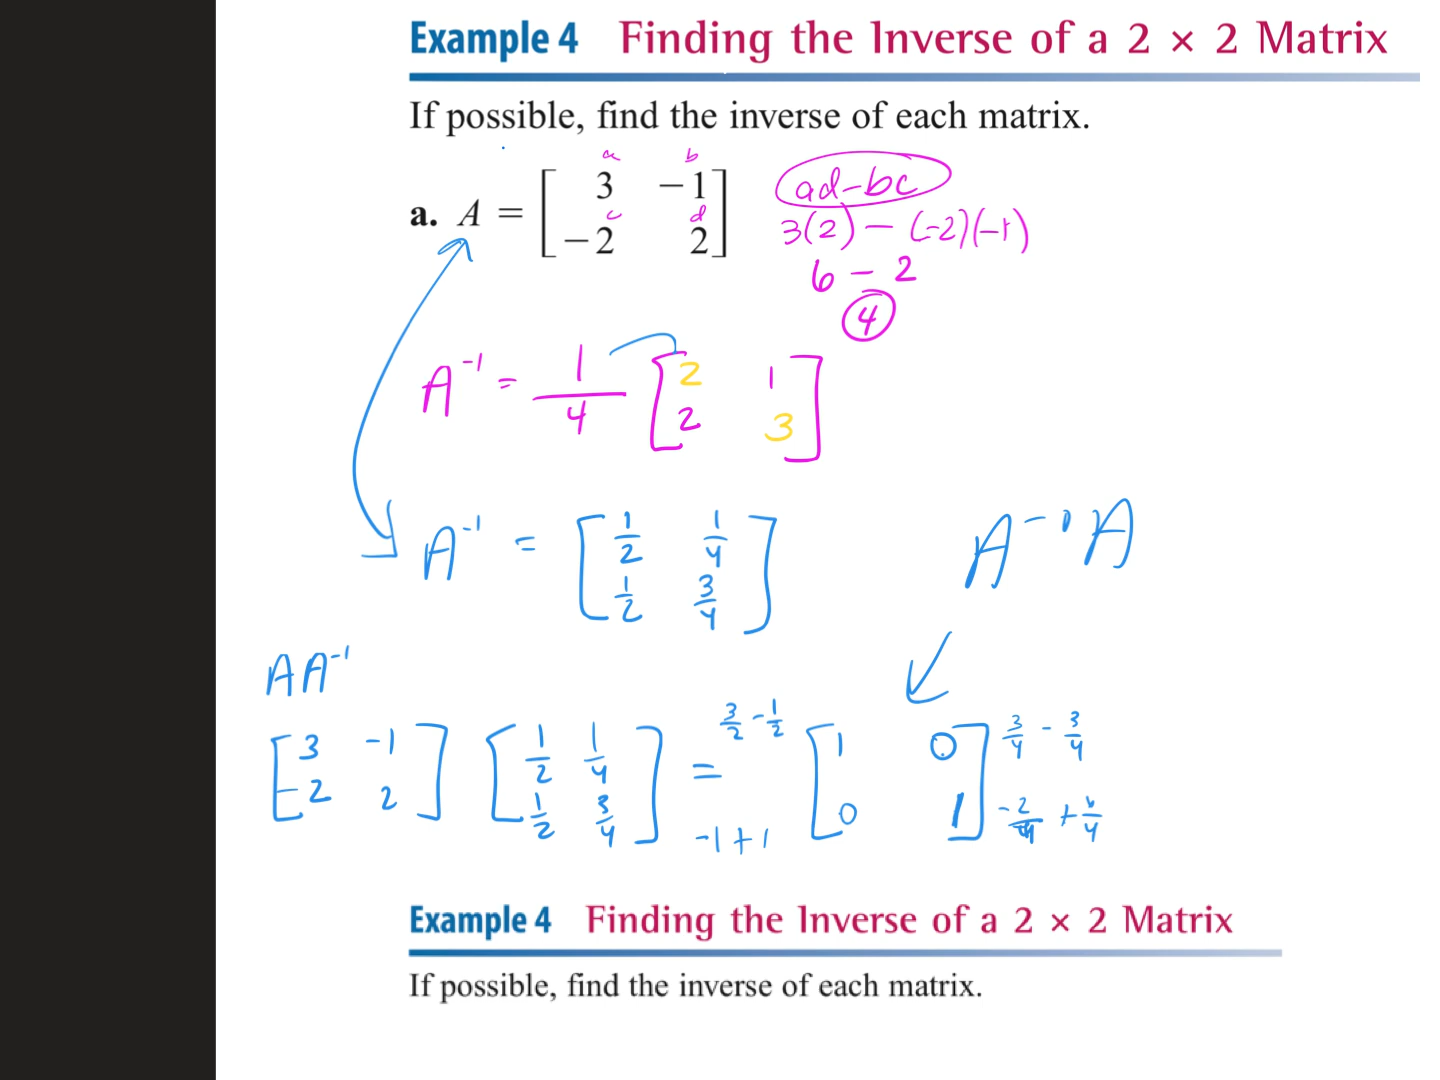 Example 4 Finding the Inverse of a 2 × 2 Matrix
If possible, find the inverse of each matrix.
a b
a. A = [ 3 −1 ] ad-bc
c d
[ −2 2 ] 3(2) − (-2)(-1)
6 − 2
4
A⁻¹ = 1/4 [ 2 1
2 3 ]
A⁻¹ = [ 1/2 1/4
1/2 3/4 ]
A⁻¹A
AA⁻¹
[ 3 -1
-2 2 ] [ 1/2 1/4
1/2 3/4 ] = 3/2 - 1/2 [ 1 0 ] 3/4 - 3/4
-1+1 [ 0 1 ] -2/4 + 6/4
Example 4 Finding the Inverse of a 2 × 2 Matrix
If possible, find the inverse of each matrix.